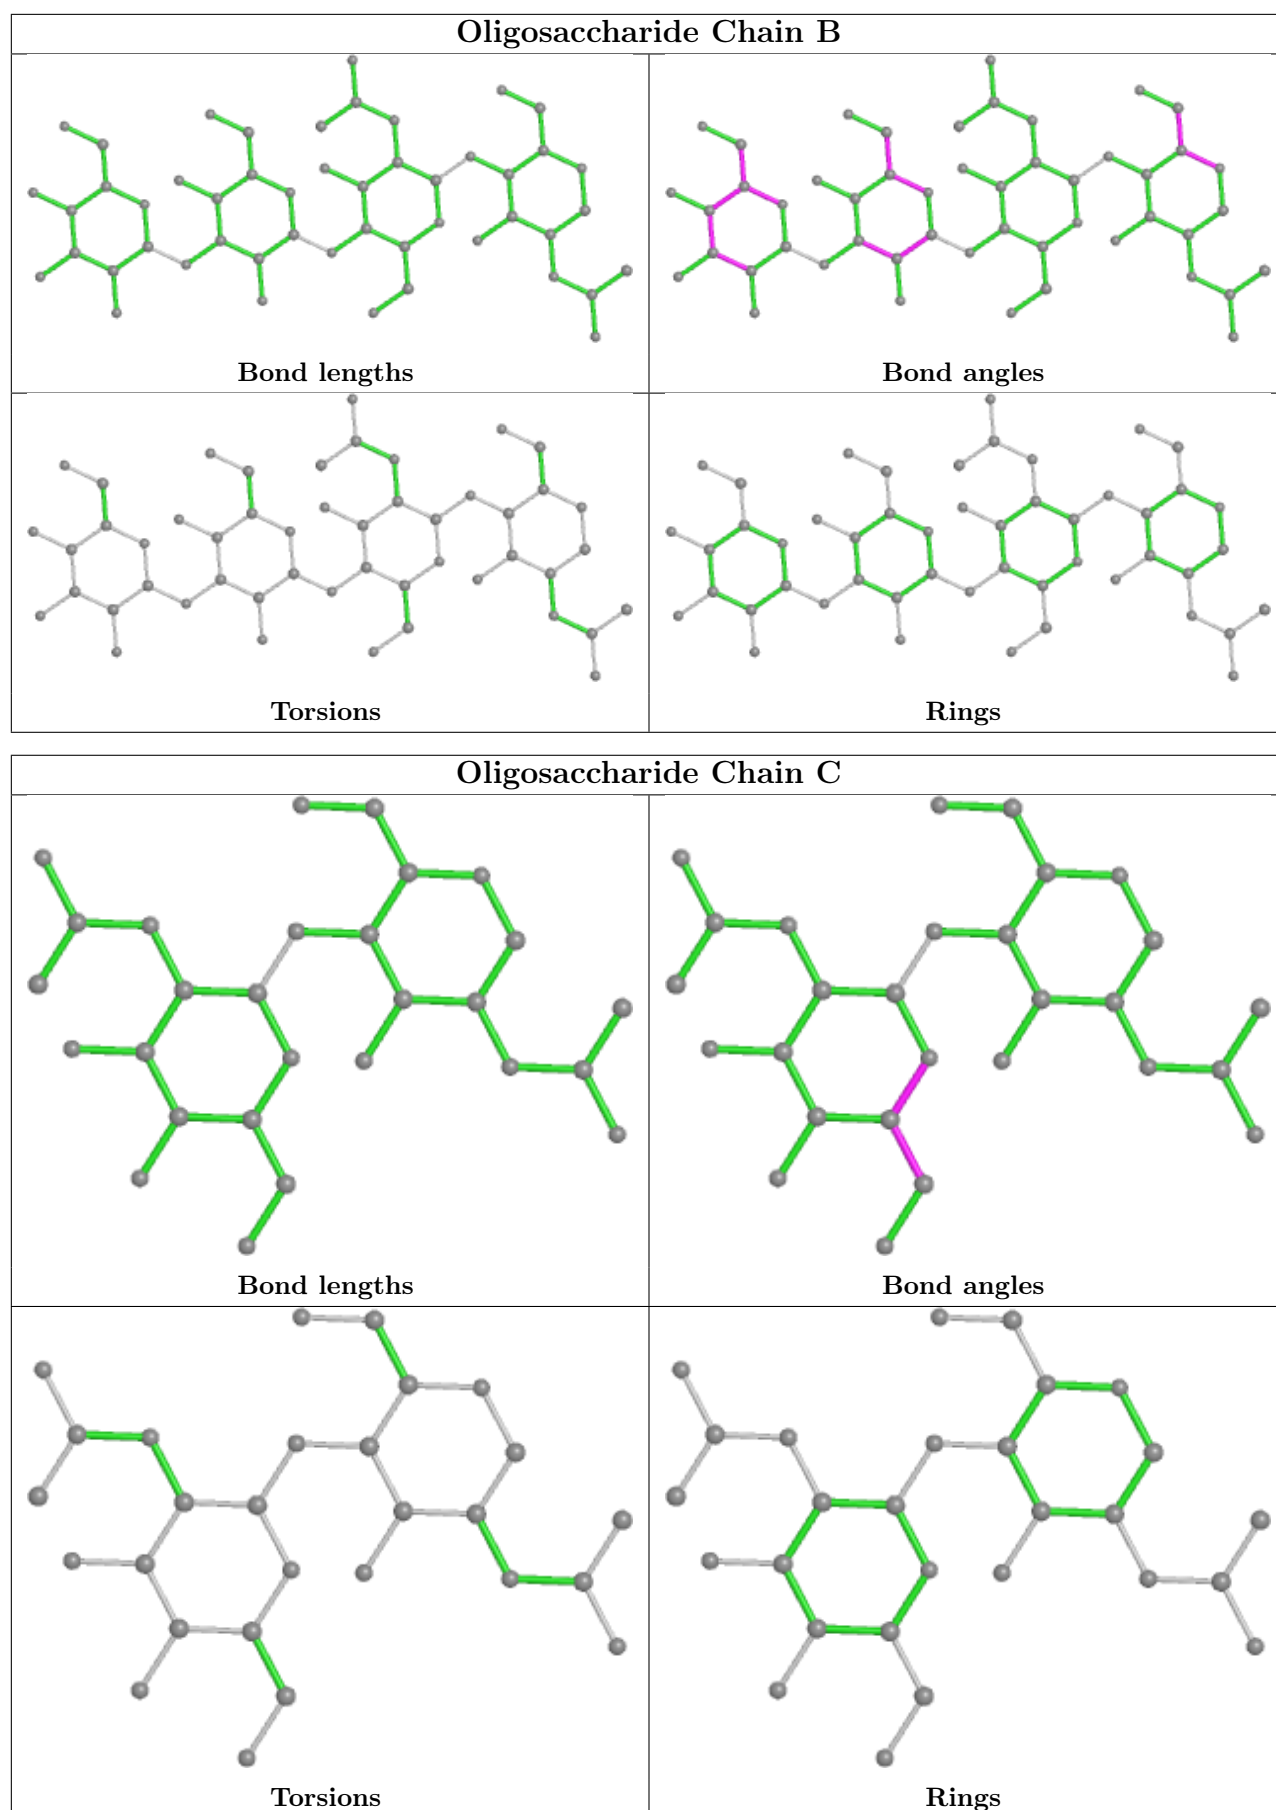 Oligosaccharide Chain B
Bond lengths
Bond angles
Torsions
Rings
Oligosaccharide Chain C
Bond lengths
Bond angles
Torsions
Rings